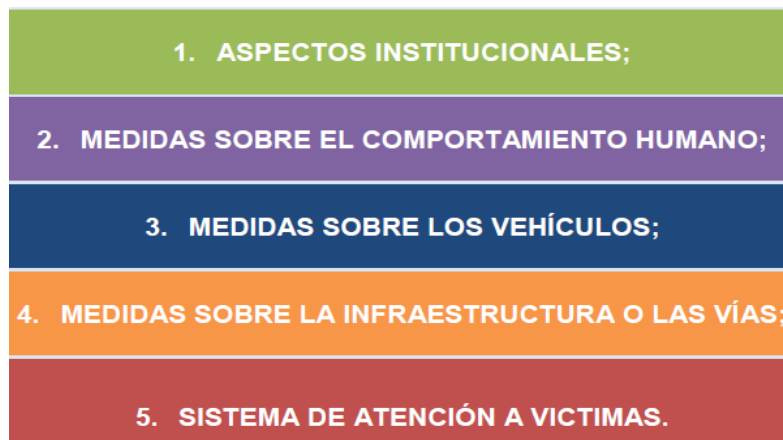 1. ASPECTOS INSTITUCIONALES;
2. MEDIDAS SOBRE EL COMPORTAMIENTO HUMANO;
3. MEDIDAS SOBRE LOS VEHÍCULOS;
4. MEDIDAS SOBRE LA INFRAESTRUCTURA O LAS VÍAS;
5. SISTEMA DE ATENCIÓN A VICTIMAS.